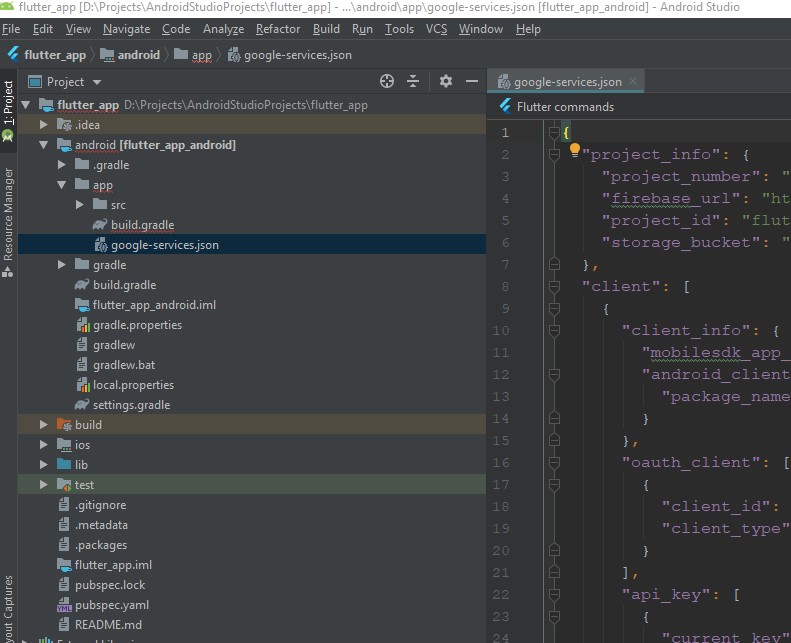 flutter_app [D:\Projects\AndroidStudioProjects\flutter_app] - ...\android\app\google-services.json [flutter_app_android] - Android Studio
File Edit View Navigate Code Analyze Refactor Build Run Tools VCS Window Help
flutter_app android app google-services.json
Project
google-services.json
1: Project
Resource Manager
yout Captures
flutter_app D:\Projects\AndroidStudioProjects\flutter_app
.idea
android [flutter_app_android]
.gradle
app
src
build.gradle
google-services.json
gradle
build.gradle
flutter_app_android.iml
gradle.properties
gradlew
gradlew.bat
local.properties
settings.gradle
build
ios
lib
test
.gitignore
.metadata
.packages
flutter_app.iml
pubspec.lock
pubspec.yaml
README.md
Flutter commands
1 {
2 "project_info": {
3 "project_number": "
4 "firebase_url": "ht
5 "project_id": "flut
6 "storage_bucket": "
7 },
8 "client": [
9 {
10 "client_info": {
11 "mobilesdk_app_
12 "android_client
13 "package_name
14 }
15 },
16 "oauth_client": [
17 {
18 "client_id":
19 "client_type"
20 }
21 ],
22 "api_key": [
23 {
24 "current_key"